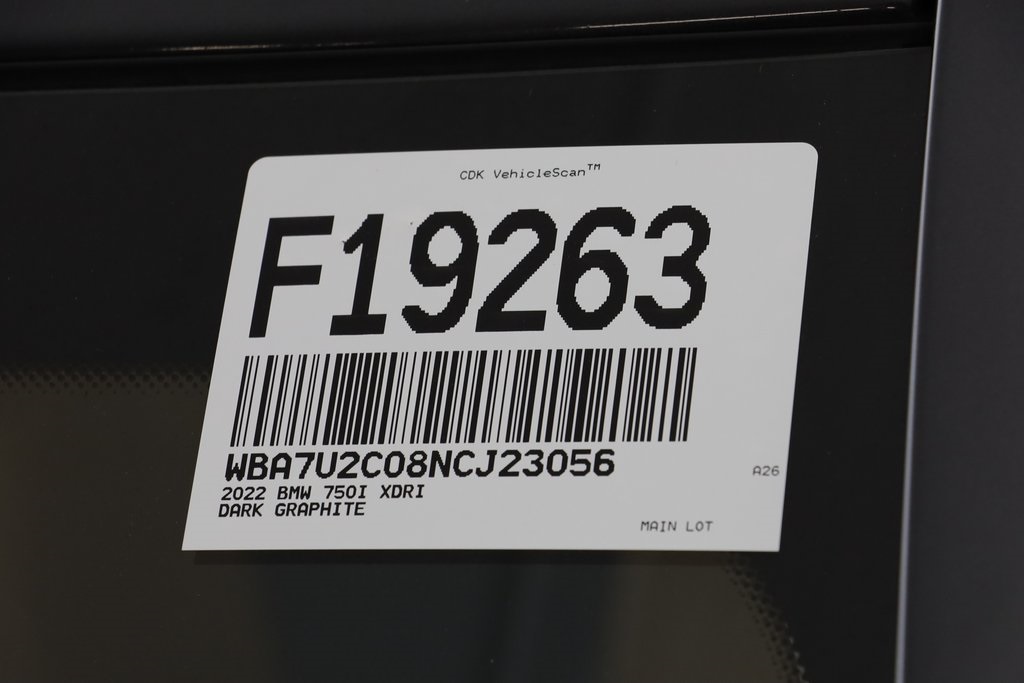 CDK VehicleScan™
F19263
WBA7U2C08NCJ23056
A26
2022 BMW 750I XDRI
DARK GRAPHITE
MAIN LOT